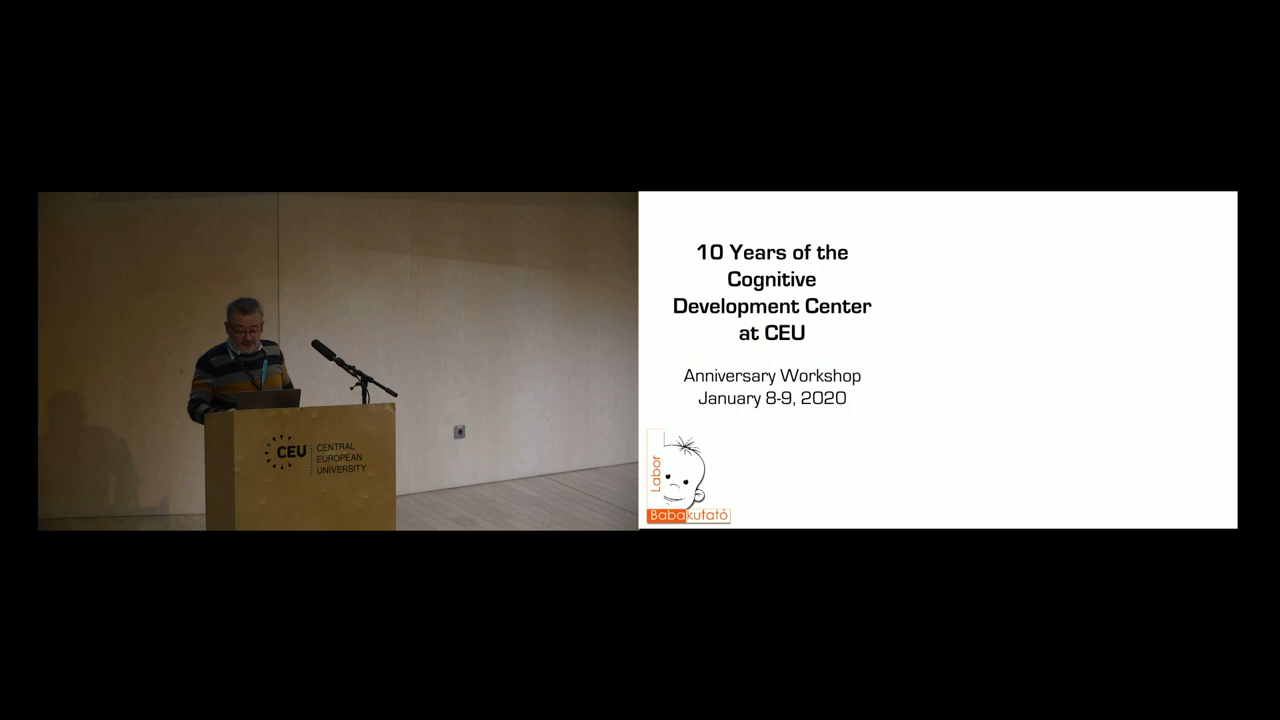 CEU
CENTRAL
EUROPEAN
UNIVERSITY
10 Years of the
Cognitive
Development Center
at CEU
Anniversary Workshop
January 8-9, 2020
Labor
Babakutató